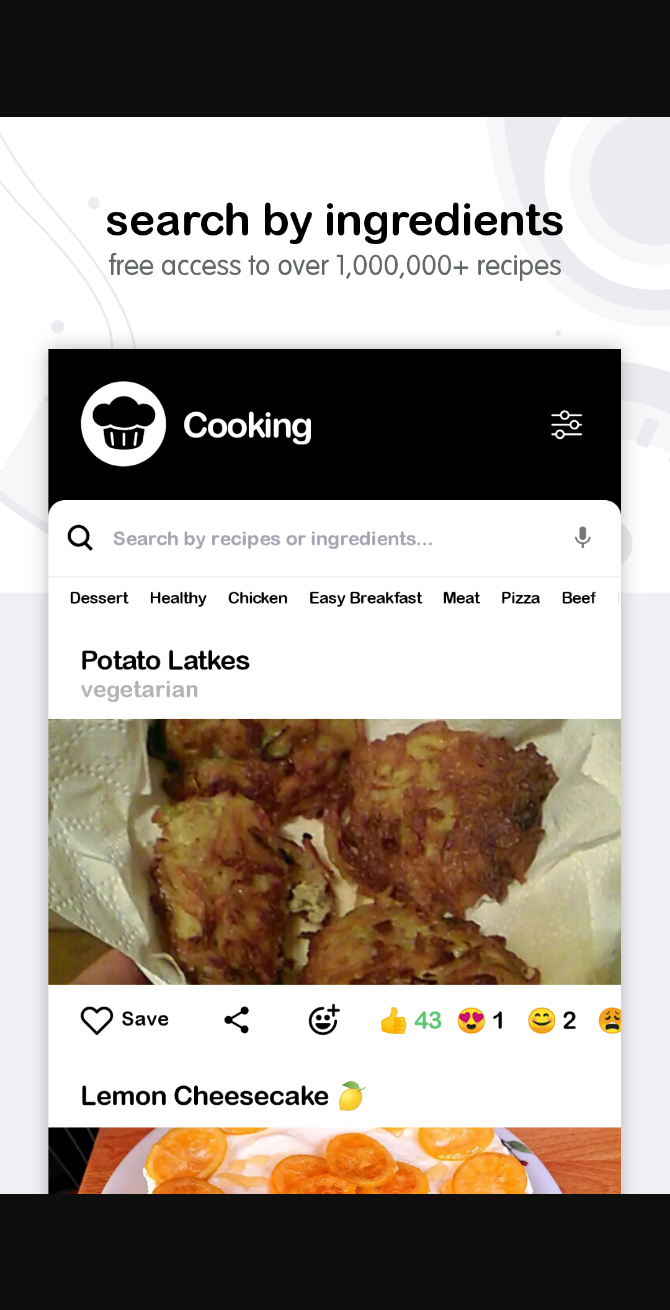 search by ingredients
free access to over 1,000,000+ recipes
Cooking
Search by recipes or ingredients...
Dessert Healthy Chicken Easy Breakfast Meat Pizza Beef
Potato Latkes
vegetarian
Save 👍 43 😍 1 😊 2 😩
Lemon Cheesecake 🍋